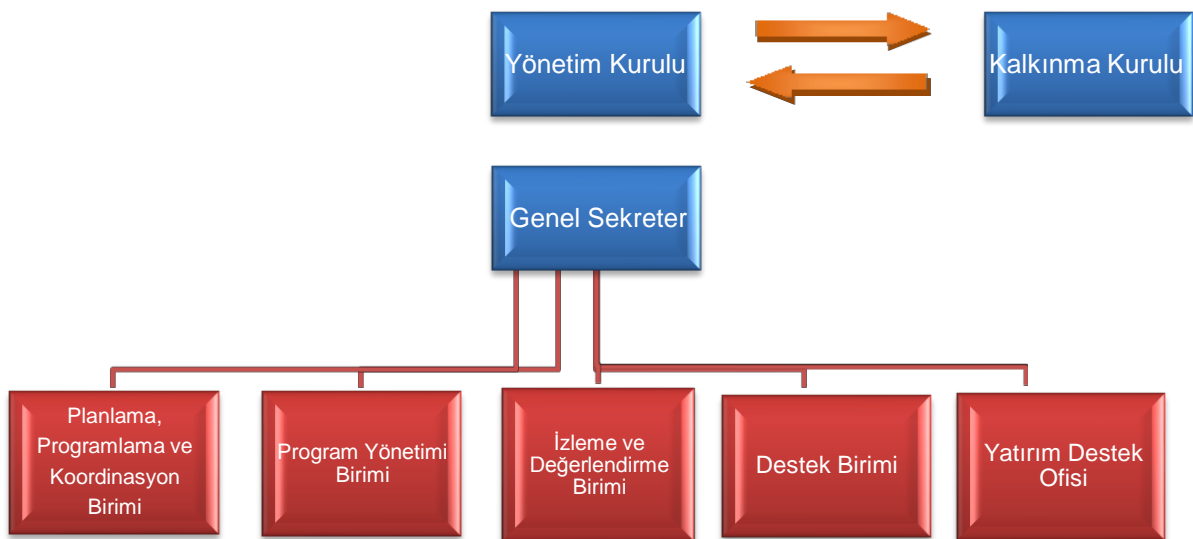 Yönetim Kurulu
Kalkınma Kurulu
Genel Sekreter
Planlama,
Programlama ve
Koordinasyon
Birimi
Program Yönetimi
Birimi
İzleme ve
Değerlendirme
Birimi
Destek Birimi
Yatırım Destek
Ofisi